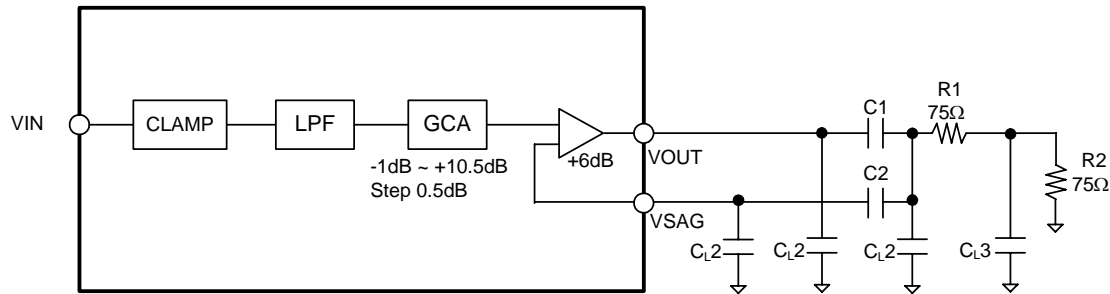 VIN
CLAMP
LPF
GCA
-1dB ~ +10.5dB
Step 0.5dB
+6dB
VOUT
VSAG
C1
C2
R1
75Ω
R2
75Ω
CL2
CL2
CL2
CL3